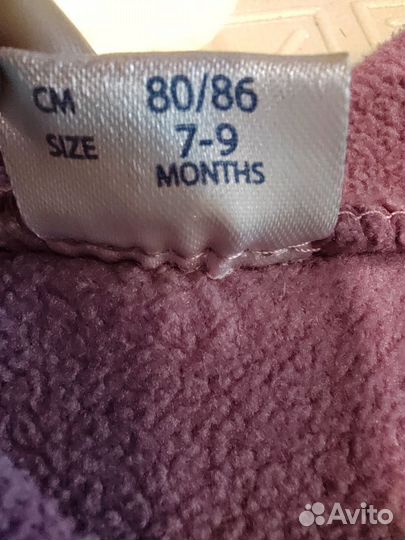 CM 80/86
SIZE 7-9
MONTHS
Avito